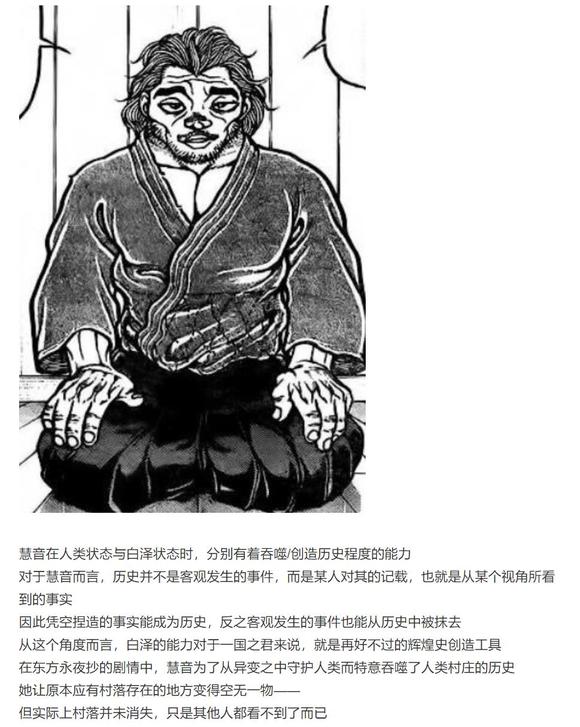 慧音在人类状态与白泽状态时，分别有着吞噬/创造历史程度的能力
对于慧音而言，历史并不是客观发生的事件，而是某人对其的记载，也就是从某个视角所看
到的事实
因此凭空捏造的事实能成为历史，反之客观发生的事件也能从历史中被抹去
从这个角度而言，白泽的能力对于一国之君来说，就是再好不过的辉煌史创造工具
在东方永夜抄的剧情中，慧音为了从异变之中守护人类而特意吞噬了人类村庄的历史
她让原本应有村落存在的地方变得空无一物——
但实际上村落并未消失，只是其他人都看不到了而已